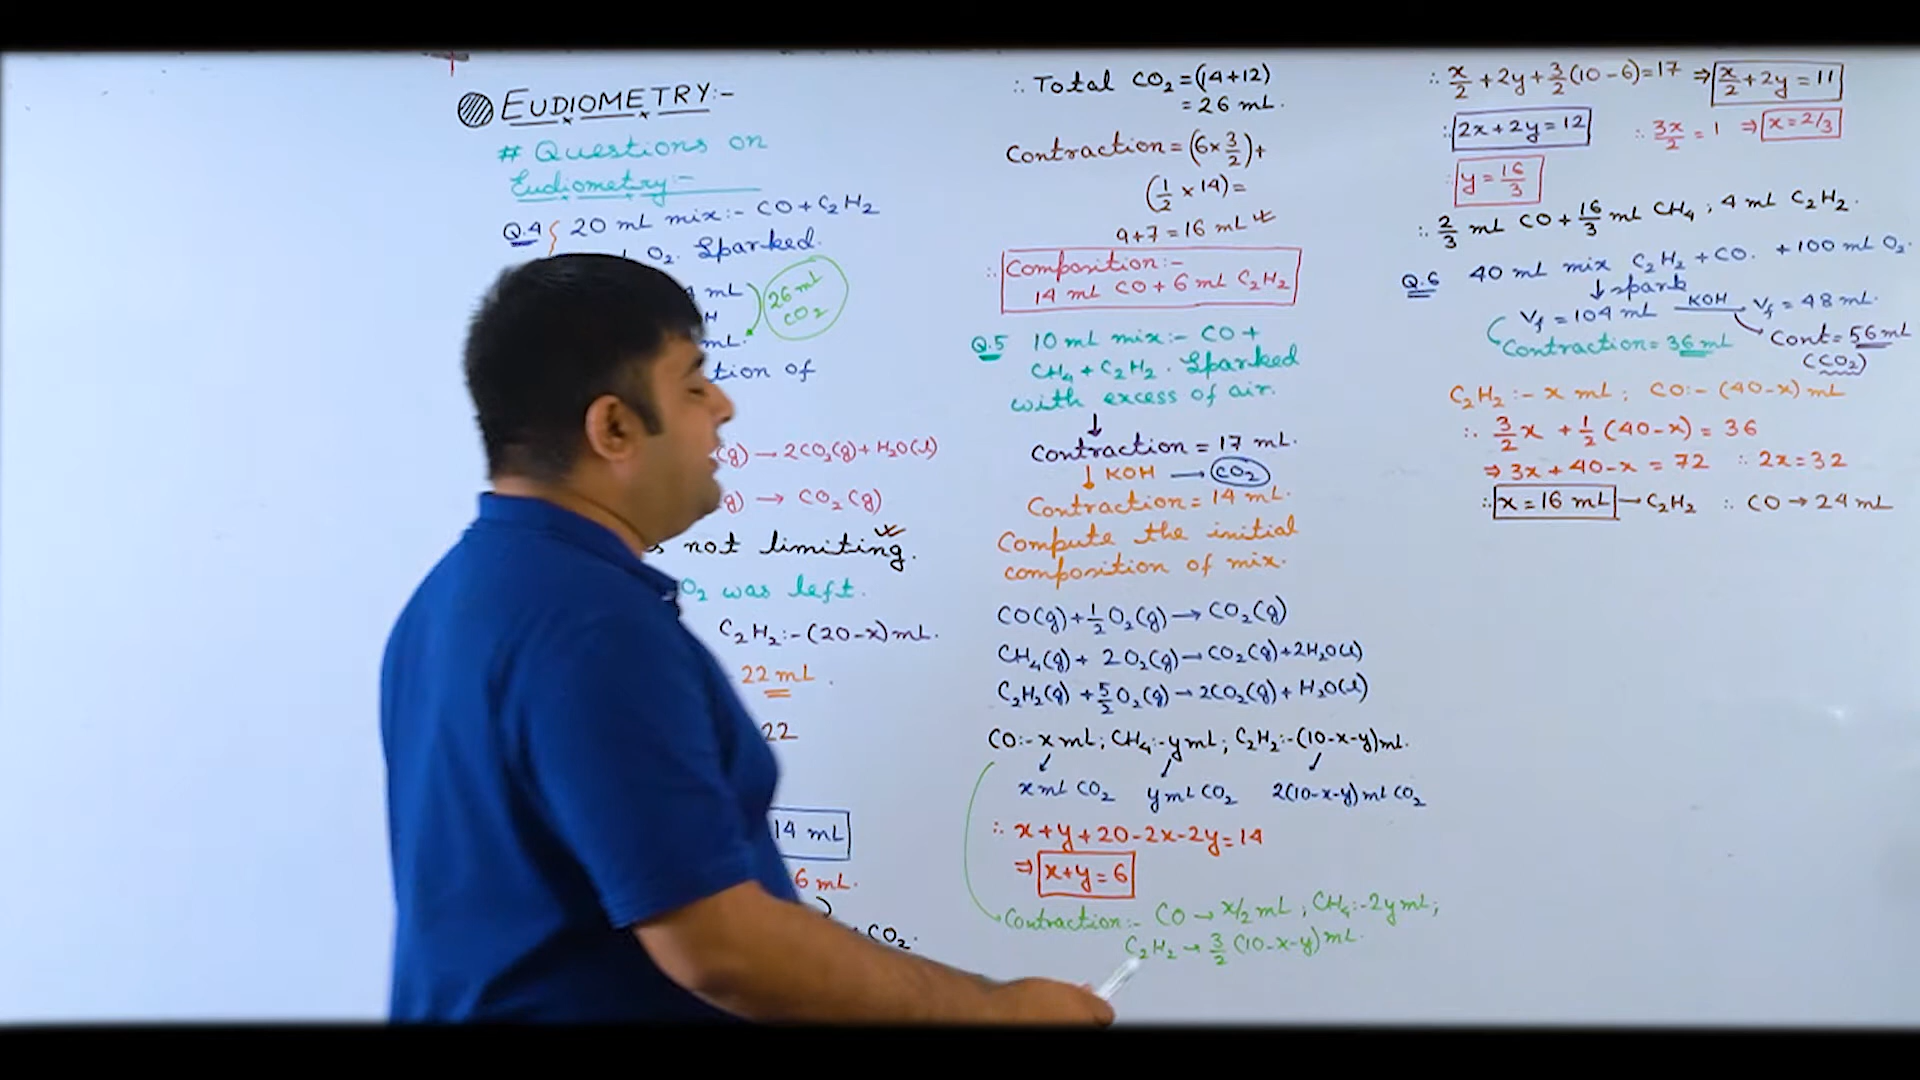 EUDIOMETRY:-
# Questions on
Eudiometry:-
Q.4 20 mL mix:- CO + C2H2
O2. Sparked.
mL
26 mL CO2
mL.
tion of
(g) → 2CO2(g) + H2O(l)
(g) → CO2(g)
not limiting.
O2 was left.
C2H2:- (20-x) mL.
22 mL.
22
14 mL
6 mL.
CO2.
∴ Total CO2 = (14+12)
= 26 mL.
Contraction = (6 × 3/2) +
(1/2 × 14) =
9 + 7 = 16 mL
∴ Composition:-
14 mL CO + 6 mL C2H2
Q.5 10 mL mix:- CO +
CH4 + C2H2. Sparked
with excess of air.
↓
Contraction = 17 mL.
↓ KOH → CO2
Contraction = 14 mL.
Compute the initial
composition of mix.
CO(g) + 1/2 O2(g) → CO2(g)
CH4(g) + 2O2(g) → CO2(g) + 2H2O(l)
C2H2(g) + 5/2 O2(g) → 2CO2(g) + H2O(l)
CO:- x mL; CH4:- y mL; C2H2:- (10-x-y) mL.
x mL CO2 y mL CO2 2(10-x-y) mL CO2
∴ x+y+20-2x-2y = 14
⇒ x+y = 6
Contraction:- CO → x/2 mL; CH4:- 2y mL;
C2H2 → 3/2 (10-x-y) mL.
∴ x/2 + 2y + 3/2 (10-6) = 17 ⇒ x/2 + 2y = 11
∴ 2x+2y = 12 ∴ 3x/2 = 1 ⇒ x = 2/3
∴ y = 16/3
∴ 2/3 mL CO + 16/3 mL CH4, 4 mL C2H2.
Q.6 40 mL mix C2H2 + CO. + 100 mL O2.
↓ spark
Vf = 104 mL KOH Vf = 48 mL.
Contraction = 36 mL Cont = 56 mL
(CO2)
C2H2:- x mL; CO:- (40-x) mL
∴ 3/2 x + 1/2 (40-x) = 36
⇒ 3x + 40 - x = 72 ∴ 2x = 32
∴ x = 16 mL → C2H2 ∴ CO → 24 mL